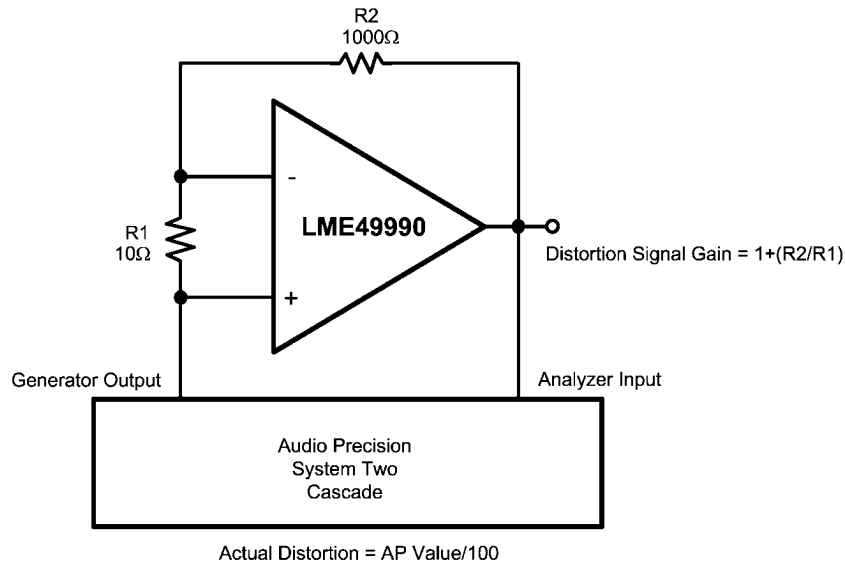 R2
1000Ω
-
LME49990
R1
10Ω
+
Distortion Signal Gain = 1+(R2/R1)
Generator Output
Analyzer Input
Audio Precision
System Two
Cascade
Actual Distortion = AP Value/100